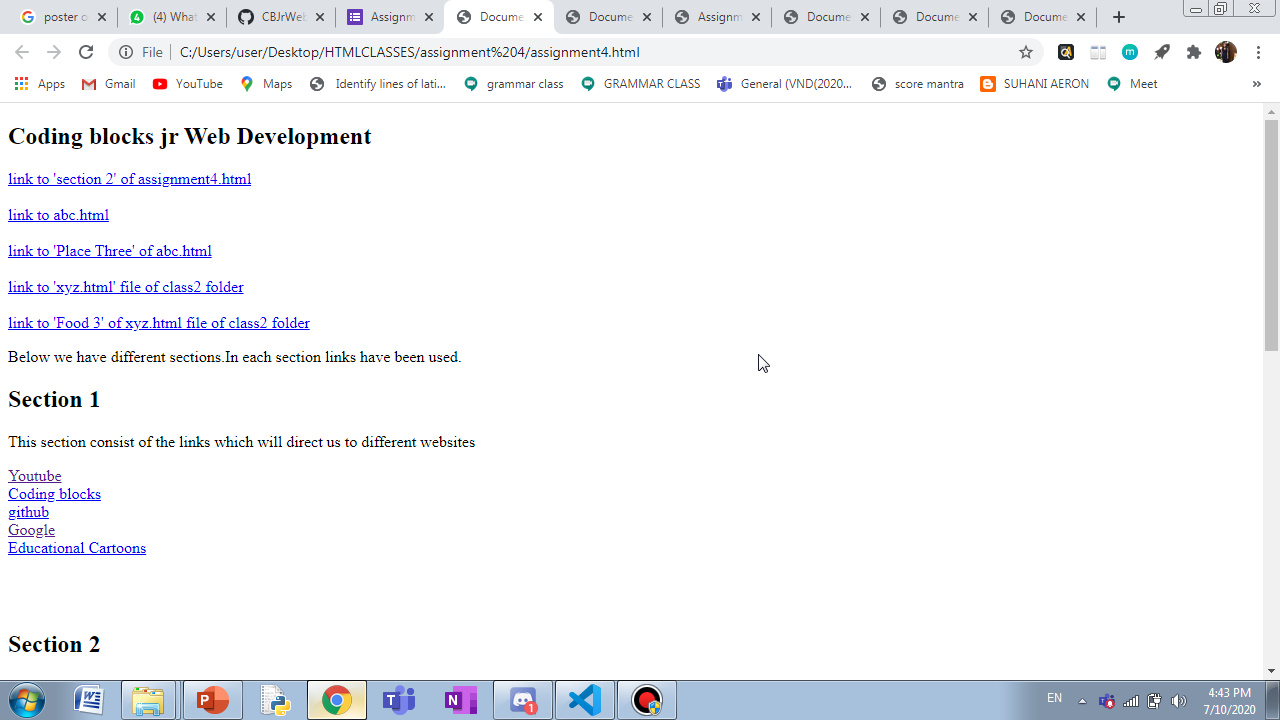 poster o
(4) What
CBJrWeb
Assignm
Docume
Docume
Assignm
Docume
Docume
Docume
File | C:/Users/user/Desktop/HTMLCLASSES/assignment%204/assignment4.html
Apps Gmail YouTube Maps Identify lines of lati... grammar class GRAMMAR CLASS General (VND(2020... score mantra SUHANI AERON Meet »
Coding blocks jr Web Development
link to 'section 2' of assignment4.html
link to abc.html
link to 'Place Three' of abc.html
link to 'xyz.html' file of class2 folder
link to 'Food 3' of xyz.html file of class2 folder
Below we have different sections.In each section links have been used.
Section 1
This section consist of the links which will direct us to different websites
Youtube
Coding blocks
github
Google
Educational Cartoons
Section 2
EN
4:43 PM
7/10/2020